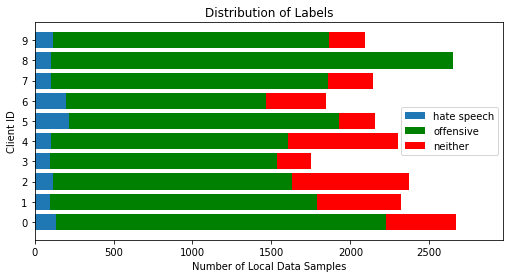 Distribution of Labels
Client ID
9
8
7
6
5
4
3
2
1
0
hate speech
offensive
neither
0 500 1000 1500 2000 2500
Number of Local Data Samples